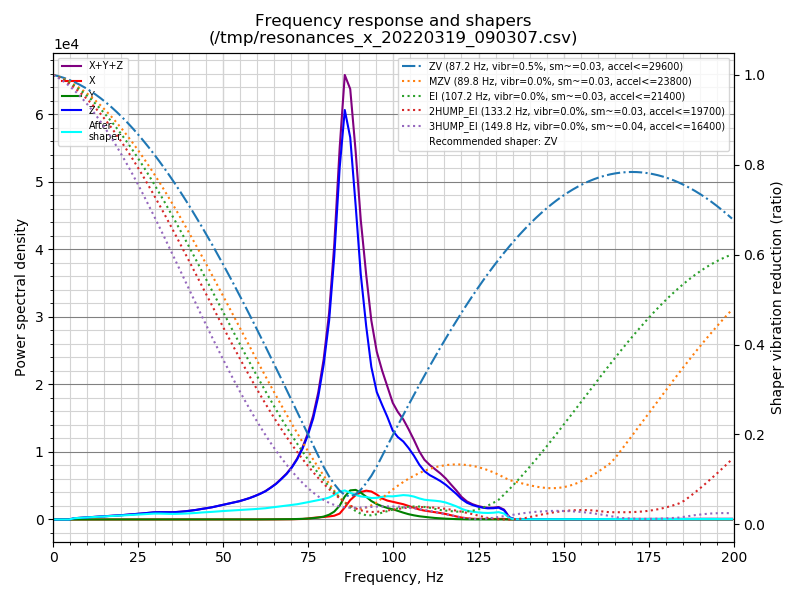 Frequency response and shapers
(/tmp/resonances_x_20220319_090307.csv)
1e4
X+Y+Z
X
Y
Z
After
shaper
ZV (87.2 Hz, vibr=0.5%, sm~=0.03, accel<=29600)
MZV (89.8 Hz, vibr=0.0%, sm~=0.03, accel<=23800)
EI (107.2 Hz, vibr=0.0%, sm~=0.03, accel<=21400)
2HUMP_EI (133.2 Hz, vibr=0.0%, sm~=0.03, accel<=19700)
3HUMP_EI (149.8 Hz, vibr=0.0%, sm~=0.04, accel<=16400)
Recommended shaper: ZV
Power spectral density
6
5
4
3
2
1
0
1.0
0.8
0.6
0.4
0.2
0.0
Shaper vibration reduction (ratio)
0 25 50 75 100 125 150 175 200
Frequency, Hz